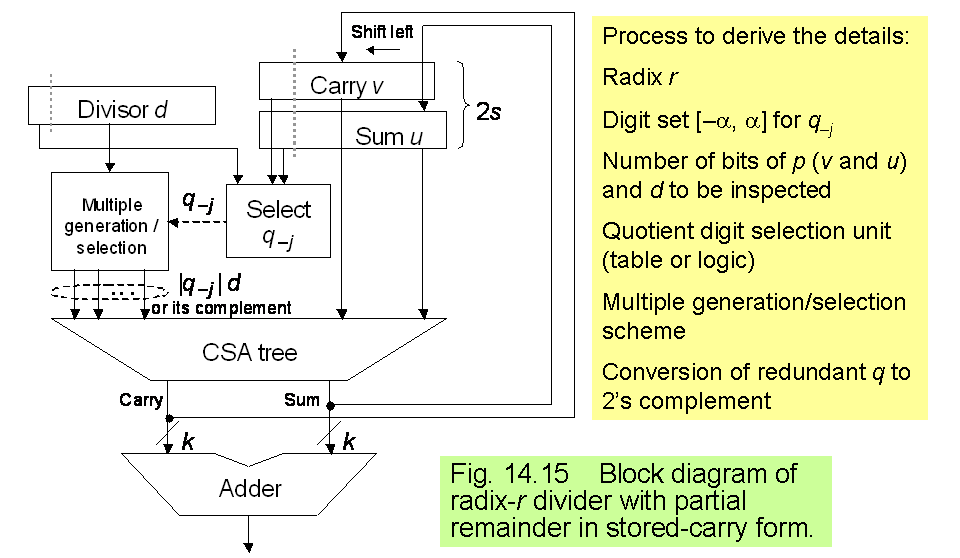 Shift left
Carry v
Divisor d
2s
Sum u
Multiple
generation /
selection
q–j
Select
q–j
. . .
|q–j| d
or its complement
CSA tree
Carry
Sum
k
k
Adder
Process to derive the details:
Radix r
Digit set [–α, α] for q–j
Number of bits of p (v and u)
and d to be inspected
Quotient digit selection unit
(table or logic)
Multiple generation/selection
scheme
Conversion of redundant q to
2’s complement
Fig. 14.15 Block diagram of
radix-r divider with partial
remainder in stored-carry form.